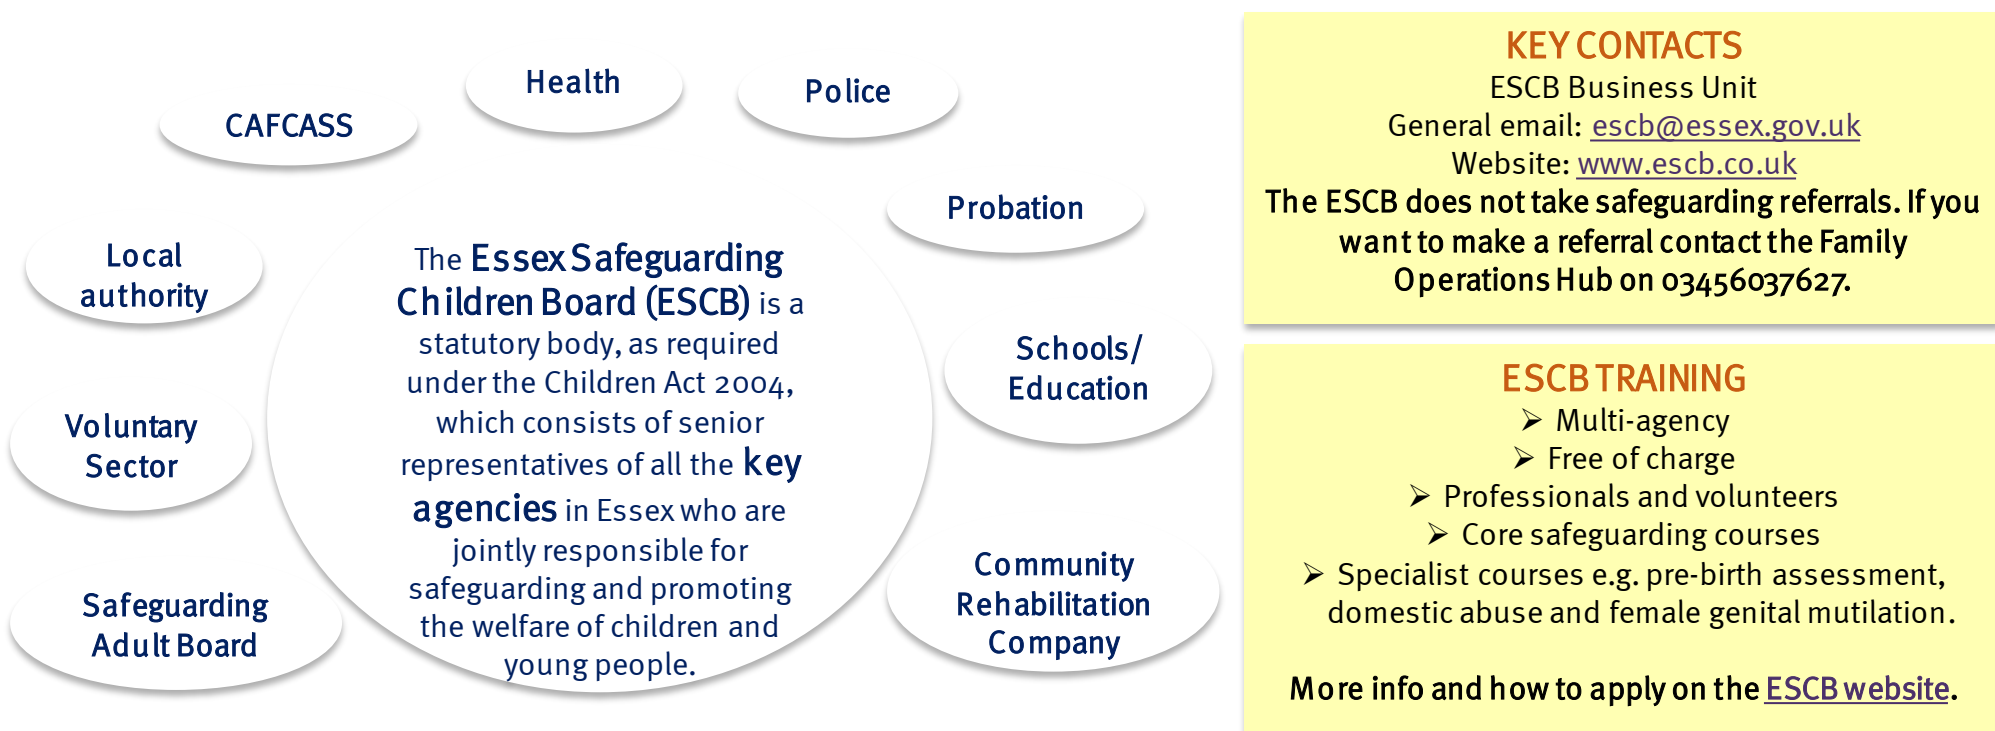 Health
Police
CAFCASS
Probation
Local
authority
Schools/
Education
Voluntary
Sector
Community
Rehabilitation
Company
Safeguarding
Adult Board
The Essex Safeguarding
Children Board (ESCB) is a
statutory body, as required
under the Children Act 2004,
which consists of senior
representatives of all the key
agencies in Essex who are
jointly responsible for
safeguarding and promoting
the welfare of children and
young people.
KEY CONTACTS
ESCB Business Unit
General email: escb@essex.gov.uk
Website: www.escb.co.uk
The ESCB does not take safeguarding referrals. If you
want to make a referral contact the Family
Operations Hub on 03456037627.
ESCB TRAINING
➢ Multi-agency
➢ Free of charge
➢ Professionals and volunteers
➢ Core safeguarding courses
➢ Specialist courses e.g. pre-birth assessment,
domestic abuse and female genital mutilation.
More info and how to apply on the ESCB website.